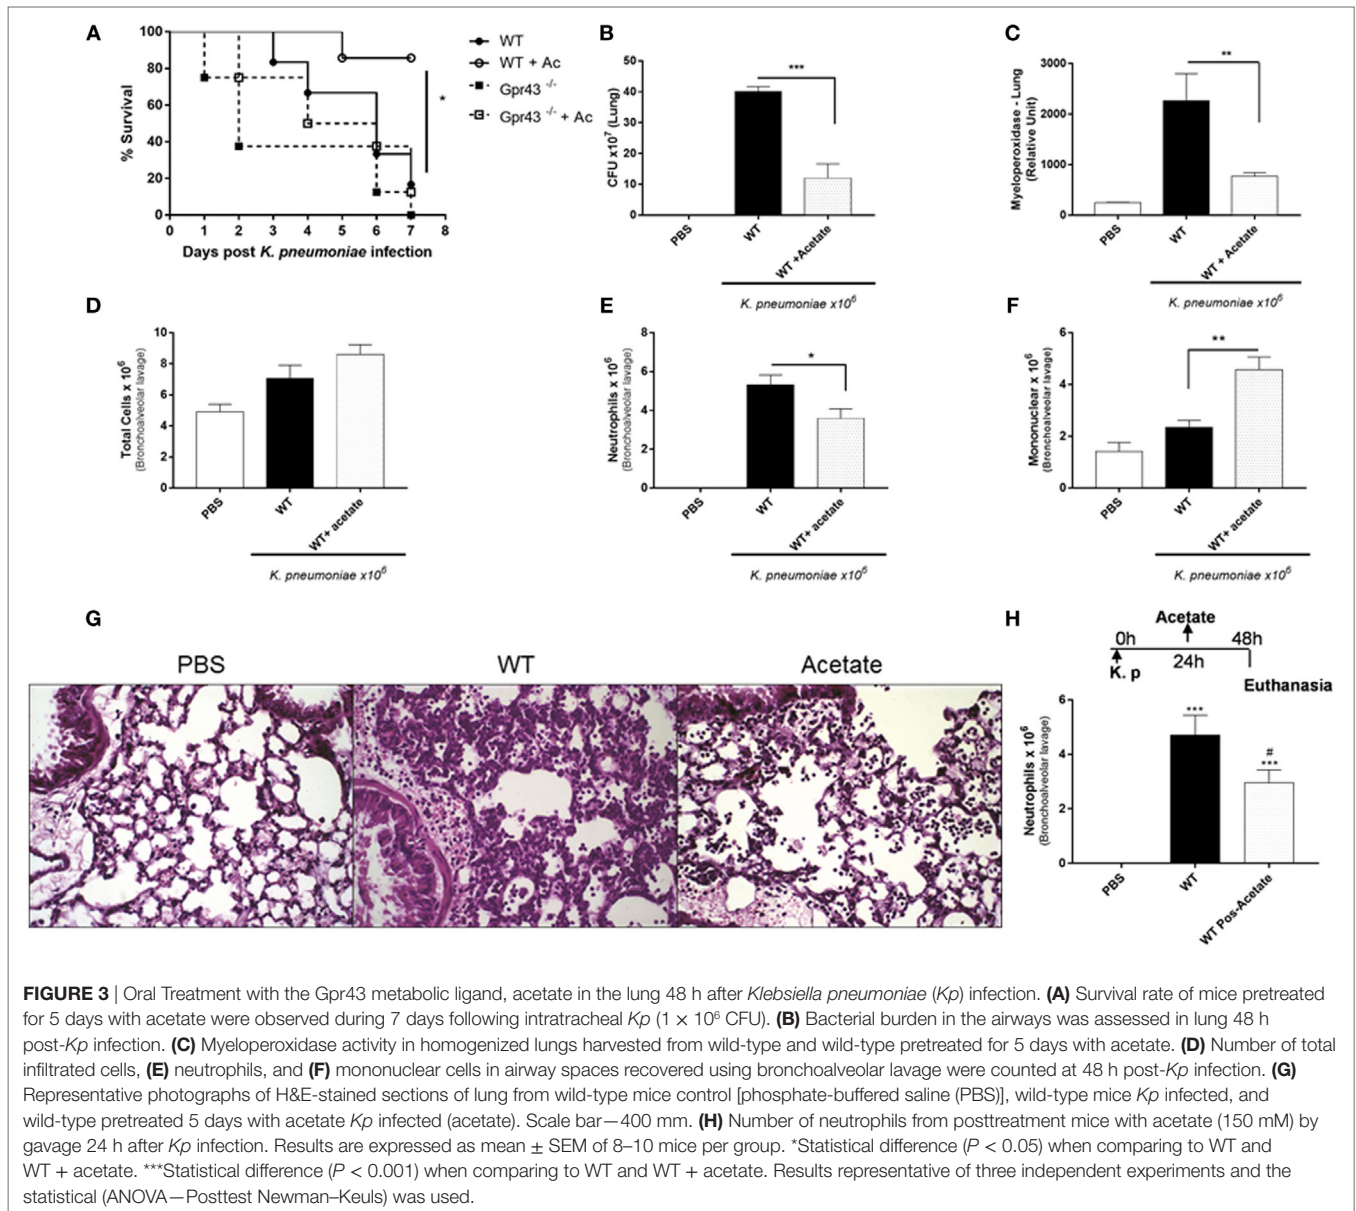 A
100
80
60
40
20
0
% Survival
0 1 2 3 4 5 6 7 8
Days post K. pneumoniae infection
WT
WT + Ac
Gpr43 -/-
Gpr43 -/- + Ac
*
B
50
40
30
20
10
0
CFU x10⁷ (Lung)
***
PBS
WT
WT +Acetate
K. pneumoniae x10⁶
C
3000
2000
1000
0
Myeloperoxidase - Lung
(Relative Unit)
**
PBS
WT
WT + Acetate
K. pneumoniae x10⁶
D
10
8
6
4
2
0
Total Cells x 10⁶
(Bronchoalveolar lavage)
PBS
WT
WT+ acetate
K. pneumoniae x10⁶
E
8
6
4
2
0
Neutrophils x 10⁶
(Bronchoalveolar lavage)
*
PBS
WT
WT+ acetate
K. pneumoniae x10⁶
F
6
4
2
0
Mononuclear x 10⁶
(Bronchoalveolar lavage)
**
PBS
WT
WT+ acetate
K. pneumoniae x10⁶
G
PBS
WT
Acetate
H
Acetate
0h
48h
24h
K. p
Euthanasia
6
4
2
0
Neutrophils x 10⁶
(Bronchoalveolar lavage)
***
#
***
PBS
WT
WT Pos-Acetate
FIGURE 3 | Oral Treatment with the Gpr43 metabolic ligand, acetate in the lung 48 h after Klebsiella pneumoniae (Kp) infection. (A) Survival rate of mice pretreated
for 5 days with acetate were observed during 7 days following intratracheal Kp (1 × 10⁶ CFU). (B) Bacterial burden in the airways was assessed in lung 48 h
post-Kp infection. (C) Myeloperoxidase activity in homogenized lungs harvested from wild-type and wild-type pretreated for 5 days with acetate. (D) Number of total
infiltrated cells, (E) neutrophils, and (F) mononuclear cells in airway spaces recovered using bronchoalveolar lavage were counted at 48 h post-Kp infection. (G)
Representative photographs of H&E-stained sections of lung from wild-type mice control [phosphate-buffered saline (PBS)], wild-type mice Kp infected, and
wild-type pretreated 5 days with acetate Kp infected (acetate). Scale bar—400 mm. (H) Number of neutrophils from posttreatment mice with acetate (150 mM) by
gavage 24 h after Kp infection. Results are expressed as mean ± SEM of 8–10 mice per group. *Statistical difference (P < 0.05) when comparing to WT and
WT + acetate. ***Statistical difference (P < 0.001) when comparing to WT and WT + acetate. Results representative of three independent experiments and the
statistical (ANOVA—Posttest Newman–Keuls) was used.